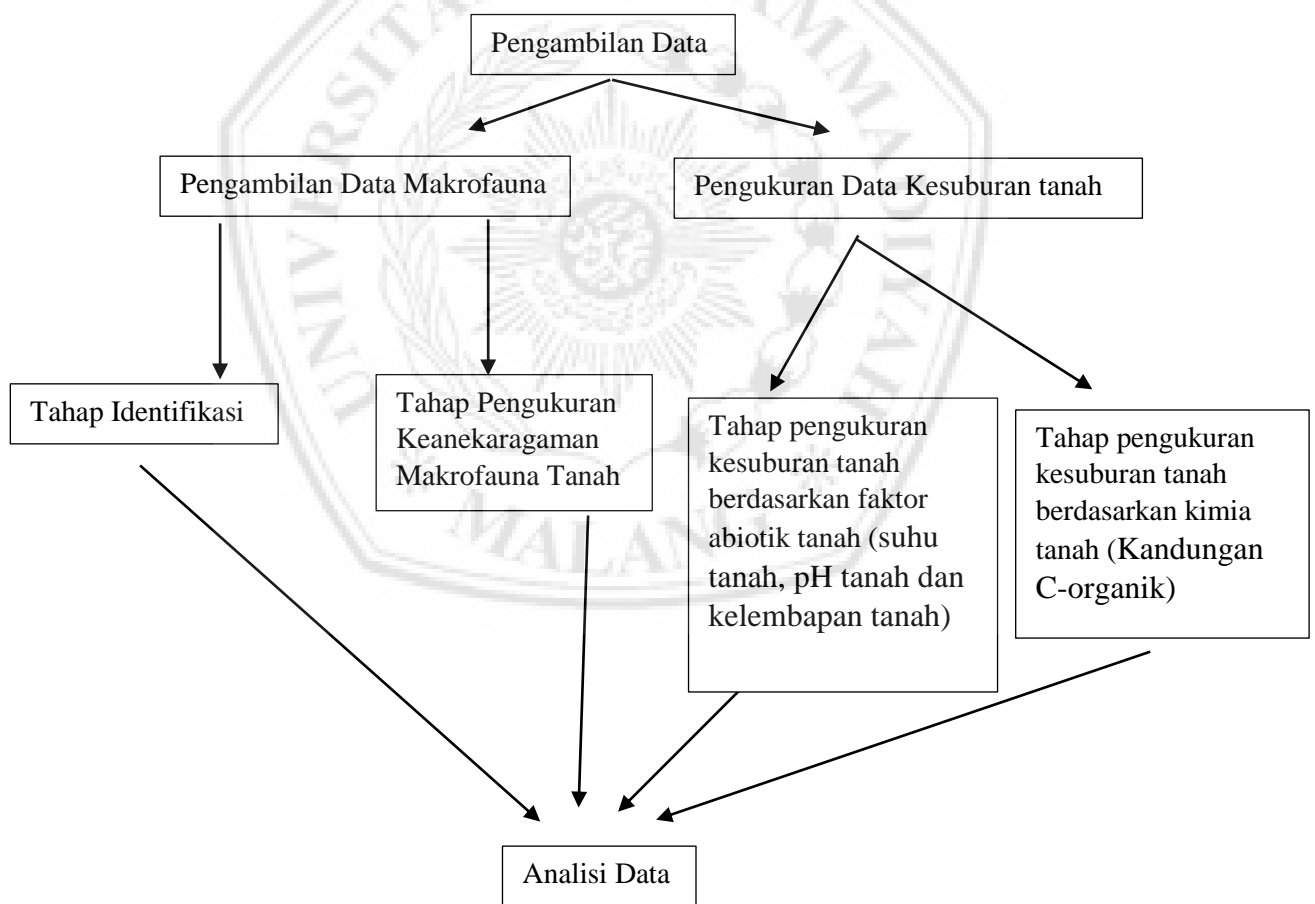 Pengambilan Data
Pengambilan Data Makrofauna
Pengukuran Data Kesuburan tanah
Tahap Identifikasi
Tahap Pengukuran
Keanekaragaman
Makrofauna Tanah
Tahap pengukuran
kesuburan tanah
berdasarkan faktor
abiotik tanah (suhu
tanah, pH tanah dan
kelembapan tanah)
Tahap pengukuran
kesuburan tanah
berdasarkan kimia
tanah (Kandungan
C-organik)
Analisi Data
MALANG